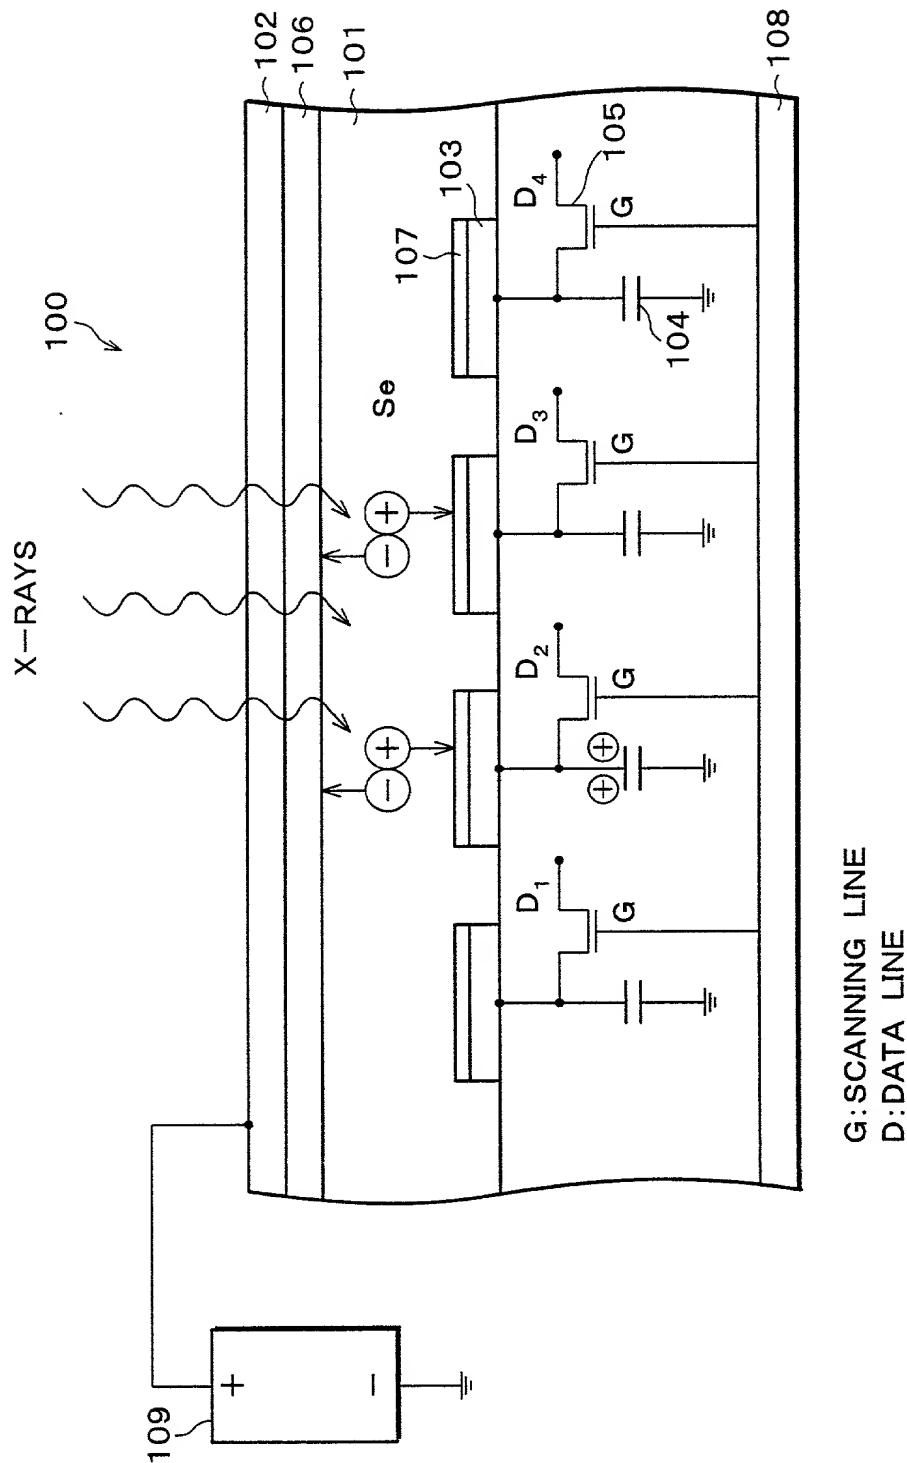 X—RAYS
100
102
106
101
Se
107
103
D1
D2
D3
D4
105
G
G
G
G
104
108
109
+
−
−
+
−
+
+
+
G:SCANNING LINE
D:DATA LINE